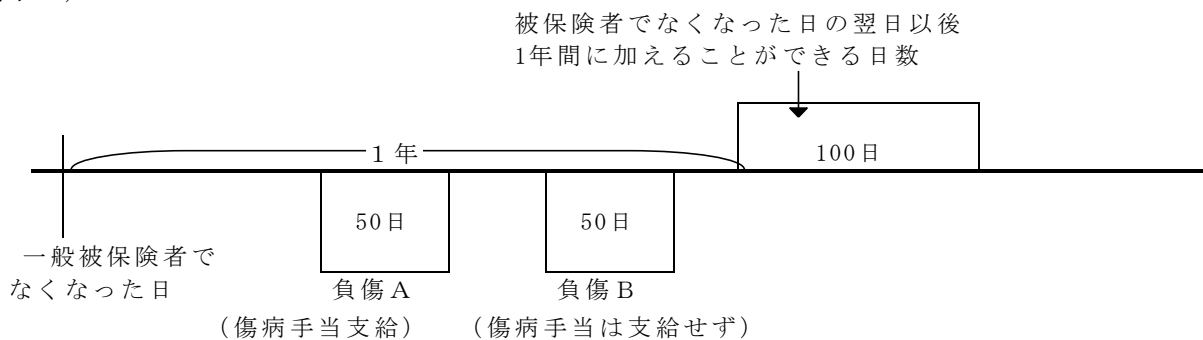 被保険者でなくなった日の翌日以後
1年間に加えることができる日数
1年
100日
50日
50日
一般被保険者で
なくなった日
負傷A
負傷B
（傷病手当支給）
（傷病手当は支給せず）